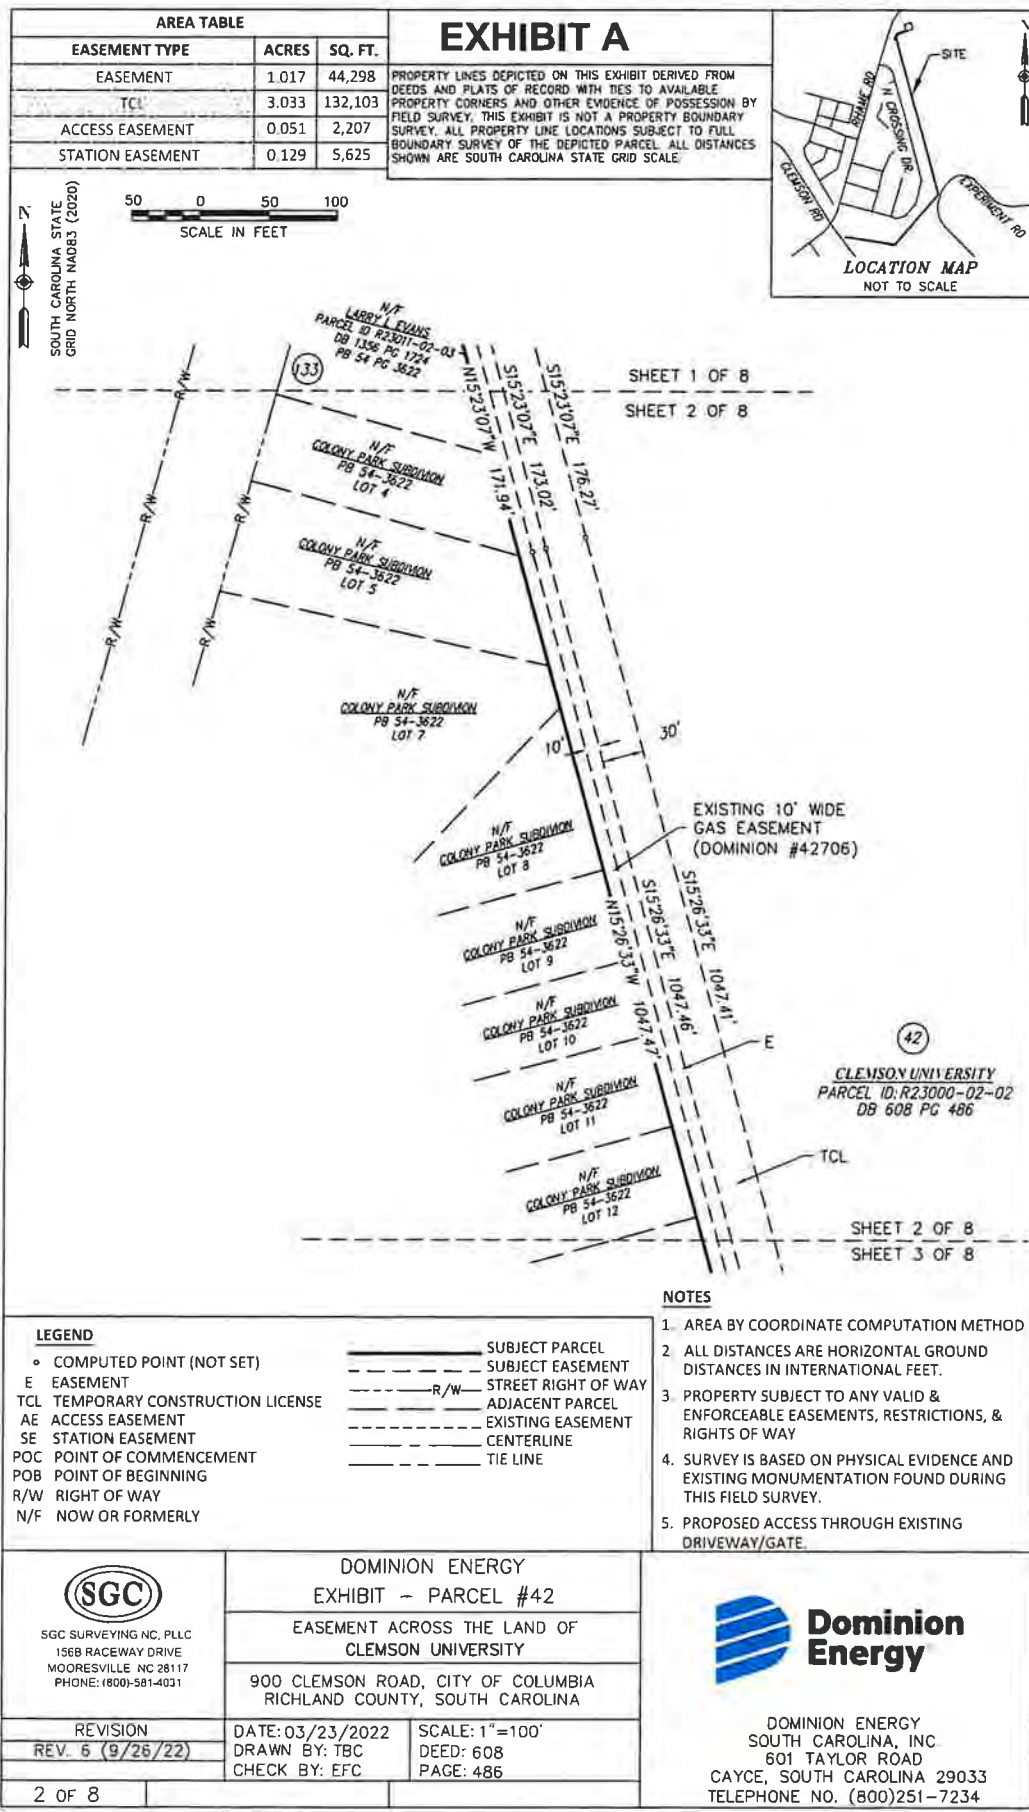 AREA TABLE
EASEMENT TYPE ACRES SQ. FT.
EASEMENT 1.017 44,298
TCL 3.033 132,103
ACCESS EASEMENT 0.051 2,207
STATION EASEMENT 0.129 5,625
EXHIBIT A
PROPERTY LINES DEPICTED ON THIS EXHIBIT DERIVED FROM
DEEDS AND PLATS OF RECORD WITH TIES TO AVAILABLE
PROPERTY CORNERS AND OTHER EVIDENCE OF POSSESSION BY
FIELD SURVEY, THIS EXHIBIT IS NOT A PROPERTY BOUNDARY
SURVEY. ALL PROPERTY LINE LOCATIONS SUBJECT TO FULL
BOUNDARY SURVEY OF THE DEPICTED PARCEL. ALL DISTANCES
SHOWN ARE SOUTH CAROLINA STATE GRID SCALE.
SITE
RHAME RD
N CROSSING DR.
CLEMSON RD
EXPERIMENT RD
LOCATION MAP
NOT TO SCALE
N
SOUTH CAROLINA STATE
GRID NORTH NAD83 (2020)
50 0 50 100
SCALE IN FEET
N/F
LARRY L EVANS
PARCEL ID R23011-02-03
DB 1356 PG 1724
PB 54 PG 3622
133
SHEET 1 OF 8
SHEET 2 OF 8
R/W
R/W
R/W
R/W
R/W
N15°23'07"W 171.94'
S15°23'07"E 173.02'
S15°23'07"E 176.27'
N/F
COLONY PARK SUBDIVION
PB 54-3622
LOT 4
N/F
COLONY PARK SUBDIVION
PB 54-3622
LOT 5
N/F
COLONY PARK SUBDIVION
PB 54-3622
LOT 7
10'
30'
EXISTING 10' WIDE
GAS EASEMENT
(DOMINION #42706)
N/F
COLONY PARK SUBDIVION
PB 54-3622
LOT 8
N15°26'33"W 1047.47'
S15°26'33"E 1047.46'
S15°26'33"E 1047.41'
N/F
COLONY PARK SUBDIVION
PB 54-3622
LOT 9
N/F
COLONY PARK SUBDIVION
PB 54-3622
LOT 10
E
42
CLEMSON UNIVERSITY
PARCEL ID: R23000-02-02
DB 608 PG 486
N/F
COLONY PARK SUBDIVION
PB 54-3622
LOT 11
TCL
N/F
COLONY PARK SUBDIVION
PB 54-3622
LOT 12
SHEET 2 OF 8
SHEET 3 OF 8
LEGEND
COMPUTED POINT (NOT SET)
E EASEMENT
TCL TEMPORARY CONSTRUCTION LICENSE
AE ACCESS EASEMENT
SE STATION EASEMENT
POC POINT OF COMMENCEMENT
POB POINT OF BEGINNING
R/W RIGHT OF WAY
N/F NOW OR FORMERLY
SUBJECT PARCEL
SUBJECT EASEMENT
R/W STREET RIGHT OF WAY
ADJACENT PARCEL
EXISTING EASEMENT
CENTERLINE
TIE LINE
NOTES
1. AREA BY COORDINATE COMPUTATION METHOD
2. ALL DISTANCES ARE HORIZONTAL GROUND
DISTANCES IN INTERNATIONAL FEET.
3. PROPERTY SUBJECT TO ANY VALID &
ENFORCEABLE EASEMENTS, RESTRICTIONS, &
RIGHTS OF WAY
4. SURVEY IS BASED ON PHYSICAL EVIDENCE AND
EXISTING MONUMENTATION FOUND DURING
THIS FIELD SURVEY.
5. PROPOSED ACCESS THROUGH EXISTING
DRIVEWAY/GATE.
SGC
SGC SURVEYING NC, PLLC
156B RACEWAY DRIVE
MOORESVILLE NC 28117
PHONE: (800)-581-4031
REVISION
REV. 6 (9/26/22)
2 OF 8
DOMINION ENERGY
EXHIBIT - PARCEL #42
EASEMENT ACROSS THE LAND OF
CLEMSON UNIVERSITY
900 CLEMSON ROAD, CITY OF COLUMBIA
RICHLAND COUNTY, SOUTH CAROLINA
DATE: 03/23/2022
DRAWN BY: TBC
CHECK BY: EFC
SCALE: 1"=100'
DEED: 608
PAGE: 486
Dominion
Energy
DOMINION ENERGY
SOUTH CAROLINA, INC
601 TAYLOR ROAD
CAYCE, SOUTH CAROLINA 29033
TELEPHONE NO. (800)251-7234